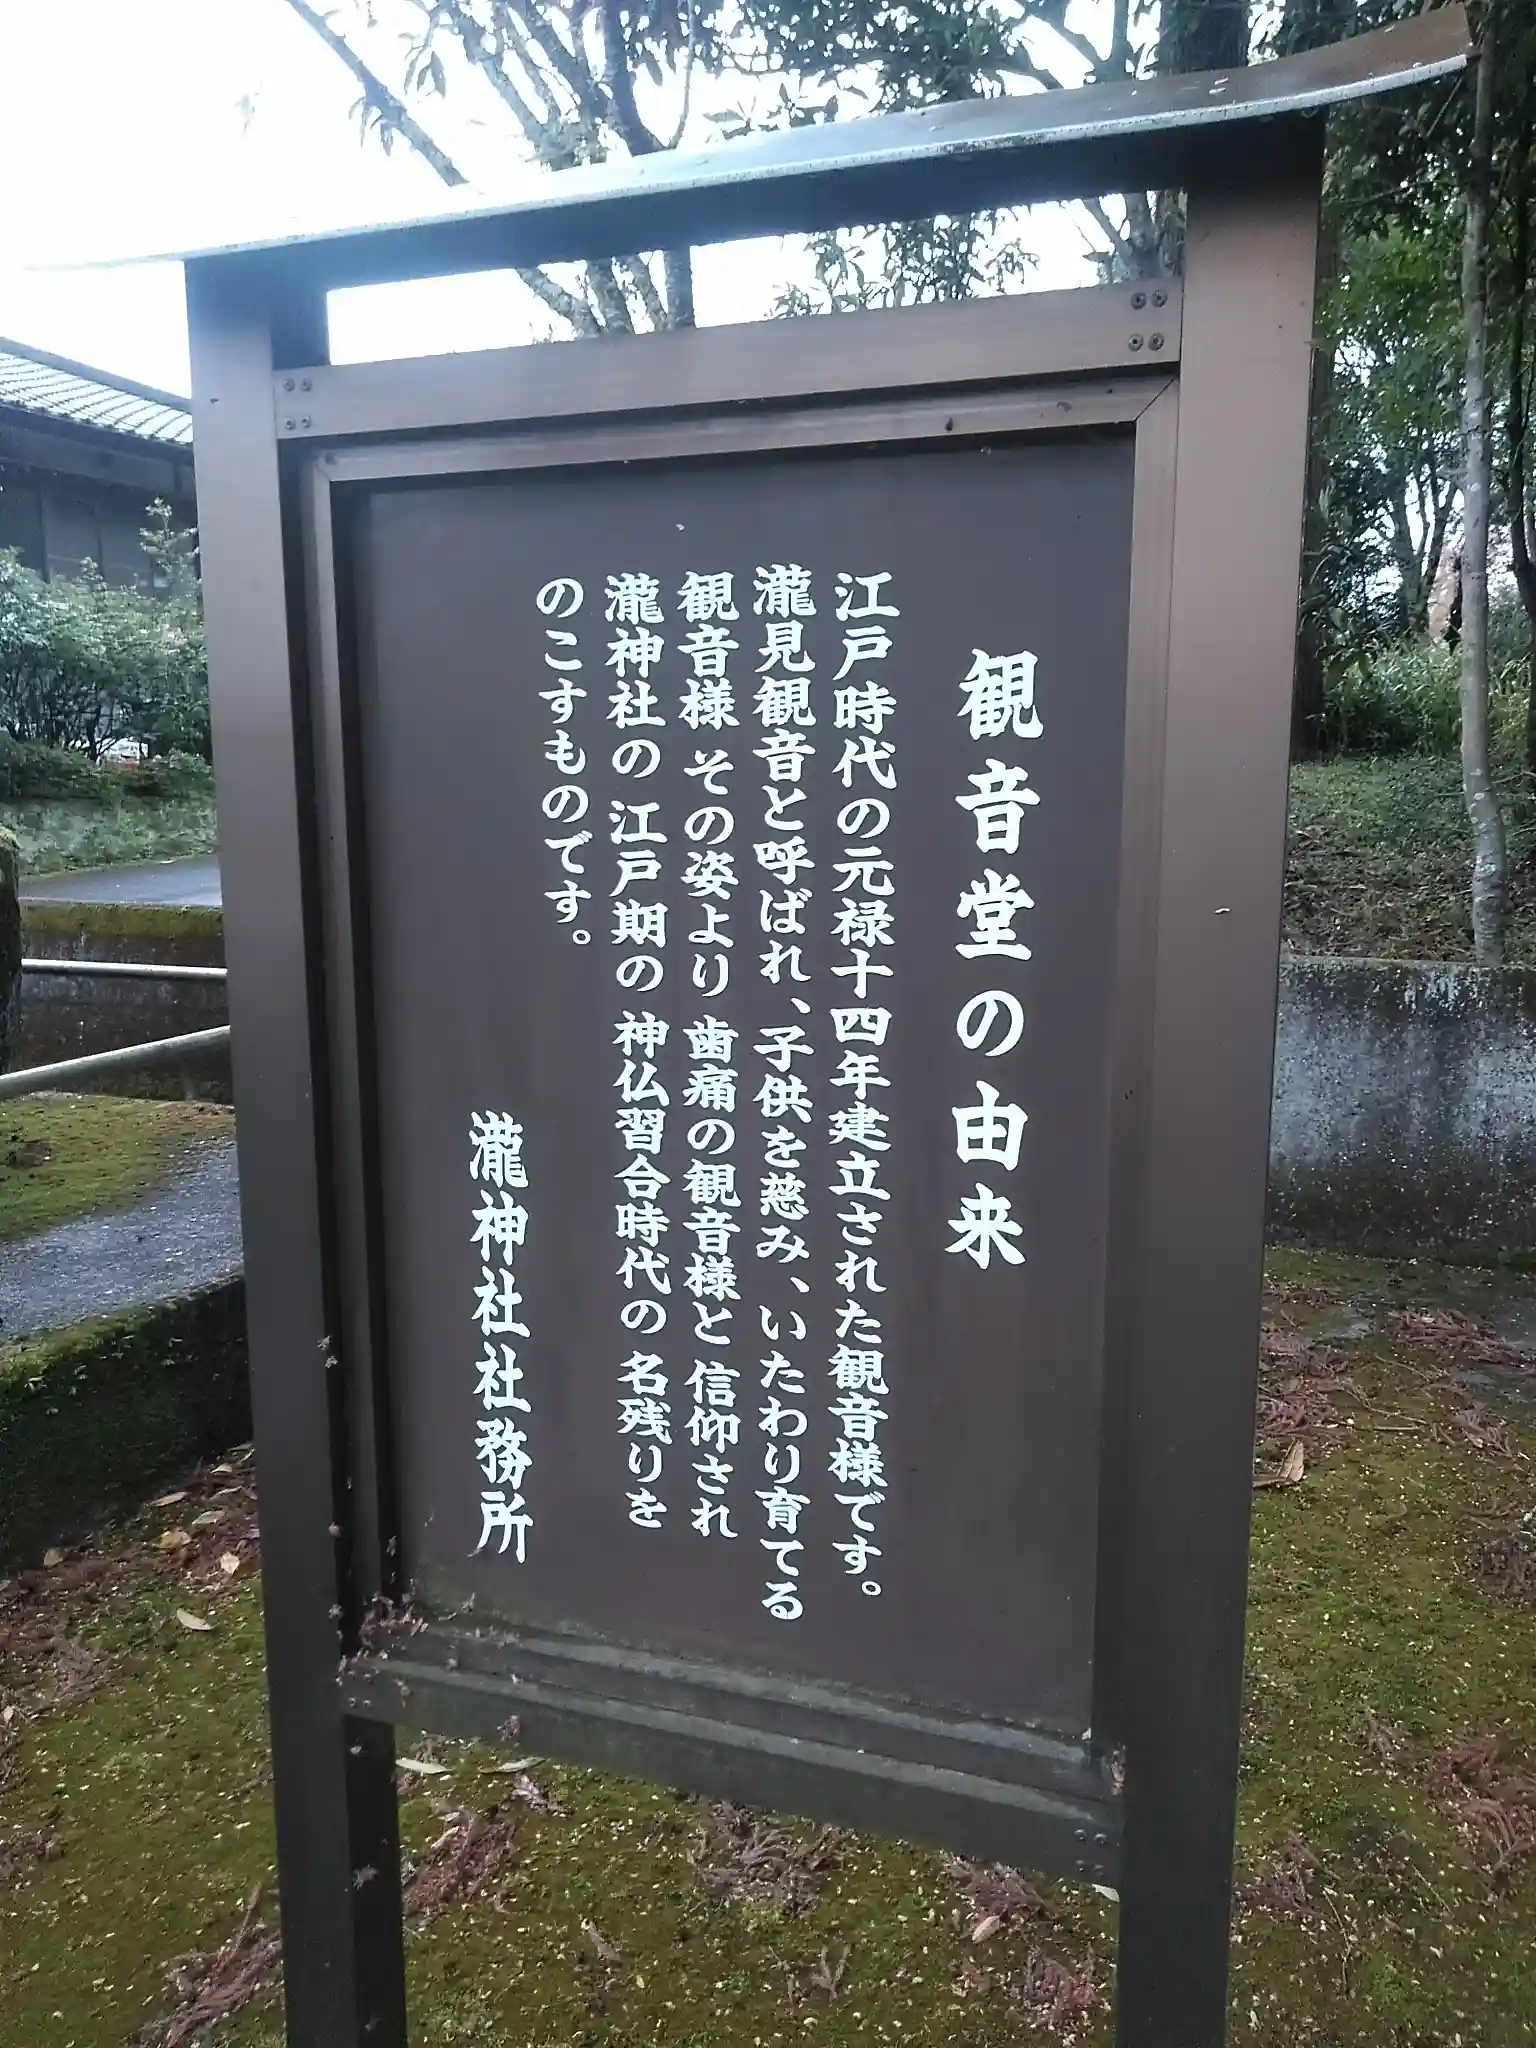 観音堂の由来
江戸時代の元禄十四年建立された観音様です。
瀧見観音と呼ばれ、子供を慈み、いたわり育てる
観音様 その姿より 歯痛の観音様と 信仰され
瀧神社の 江戸期の 神仏習合時代の 名残りを
のこすものです。
瀧神社社務所